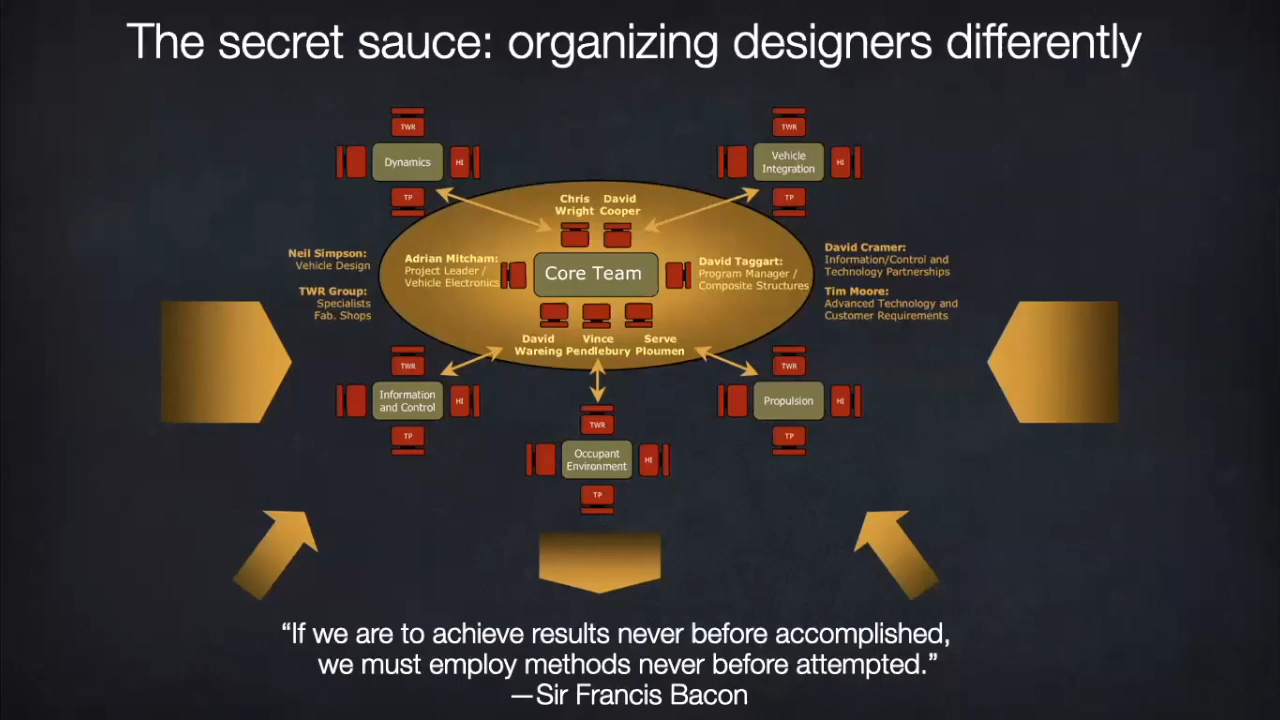 The secret sauce: organizing designers differently
TWR
Dynamics
HI
TP
TWR
Vehicle
Integration
HI
TP
Chris
Wright
David
Cooper
Neil Simpson:
Vehicle Design
TWR Group:
Specialists
Fab. Shops
Adrian Mitcham:
Project Leader /
Vehicle Electronics
Core Team
David Taggart:
Program Manager /
Composite Structures
David Cramer:
Information/Control and
Technology Partnerships
Tim Moore:
Advanced Technology and
Customer Requirements
David
Wareing
Vince
Pendlebury
Serve
Ploumen
TWR
Information
and Control
HI
TP
TWR
Occupant
Environment
HI
TP
TWR
Propulsion
HI
TP
“If we are to achieve results never before accomplished,
we must employ methods never before attempted.”
—Sir Francis Bacon